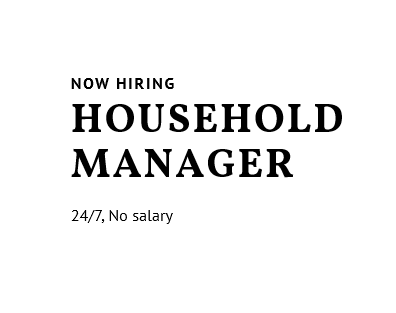 NOW HIRING
HOUSEHOLD
MANAGER
24/7, No salary